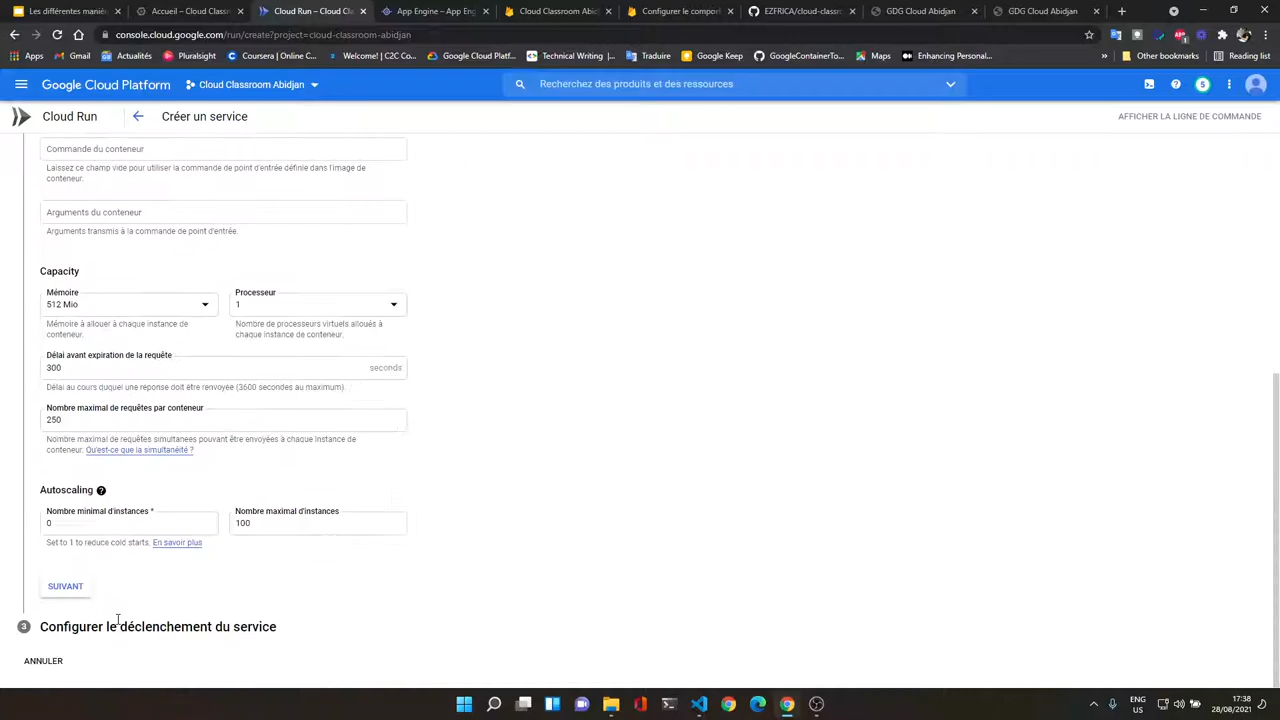 Les différentes maniè
Accueil – Cloud Classr
Cloud Run – Cloud Cl
App Engine – App Eng
Cloud Classroom Abid
Configurer le compor
EZFRICA/cloud-classr
GDG Cloud Abidjan
GDG Cloud Abidjan
console.cloud.google.com/run/create?project=cloud-classroom-abidjan
Apps
Gmail
Actualités
Pluralsight
Coursera | Online C...
Google Cloud Platf...
Technical Writing |...
Traduire
Google Keep
GoogleContainerTo...
Maps
Enhancing Personal...
»
Other bookmarks
Google Cloud Platform
Cloud Classroom Abidjan
Recherchez des produits et des ressources
5
Cloud Run
Créer un service
AFFICHER LA LIGNE DE COMMANDE
Commande du conteneur
Laissez ce champ vide pour utiliser la commande de point d'entrée définie dans l'image de
conteneur.
Arguments du conteneur
Arguments transmis à la commande de point d'entrée.
Capacity
Mémoire
512 Mio
Processeur
1
Mémoire à allouer à chaque instance de
conteneur.
Nombre de processeurs virtuels alloués à
chaque instance de conteneur.
Délai avant expiration de la requête
300
seconds
Délai au cours duquel une réponse doit être renvoyée (3600 secondes au maximum).
Nombre maximal de requêtes par conteneur
250
Nombre maximal de requêtes simultanées pouvant être envoyées à chaque instance de
conteneur. Qu'est-ce que la simultanéité ?
Autoscaling
Nombre minimal d'instances *
0
Nombre maximal d'instances
100
Set to 1 to reduce cold starts. En savoir plus
SUIVANT
3
Configurer le déclenchement du service
ANNULER
ENG
US
17:38
28/08/2021